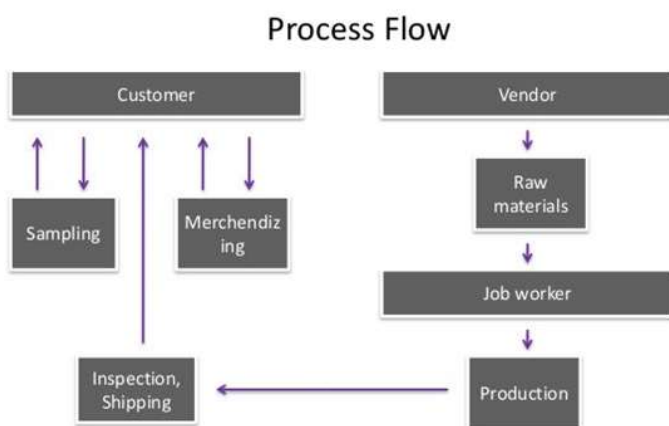 Process Flow
Customer
Vendor
Raw
materials
Sampling
Merchendiz
ing
Job worker
Inspection,
Shipping
Production